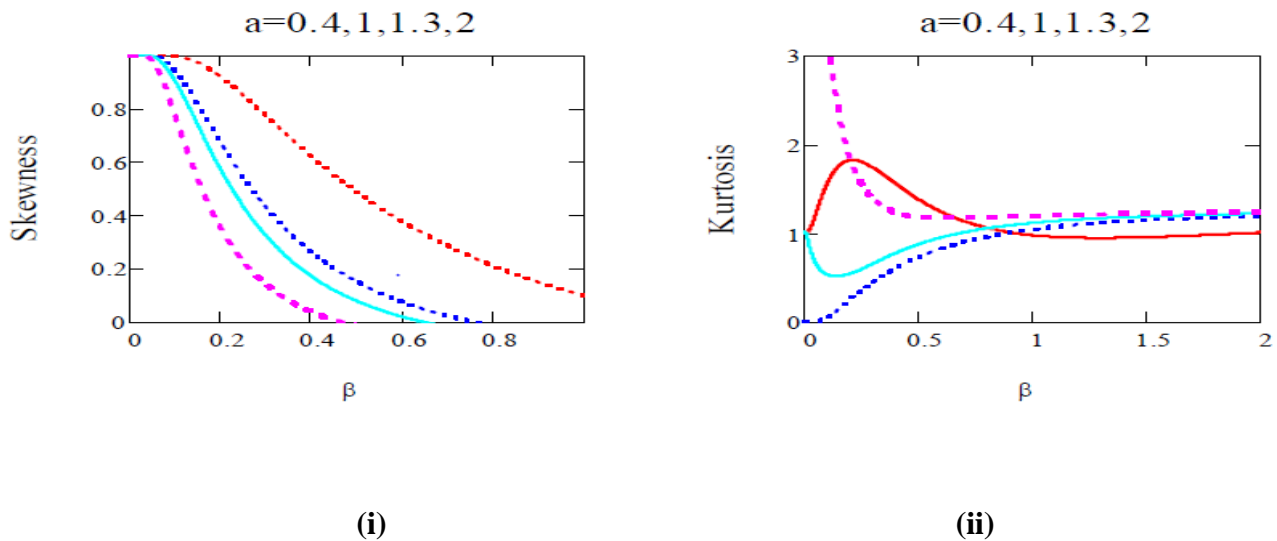 a=0.4,1,1.3,2
Skewness
0.8
0.6
0.4
0.2
0
0 0.2 0.4 0.6 0.8
β
(i)
a=0.4,1,1.3,2
Kurtosis
3
2
1
0
0 0.5 1 1.5 2
β
(ii)